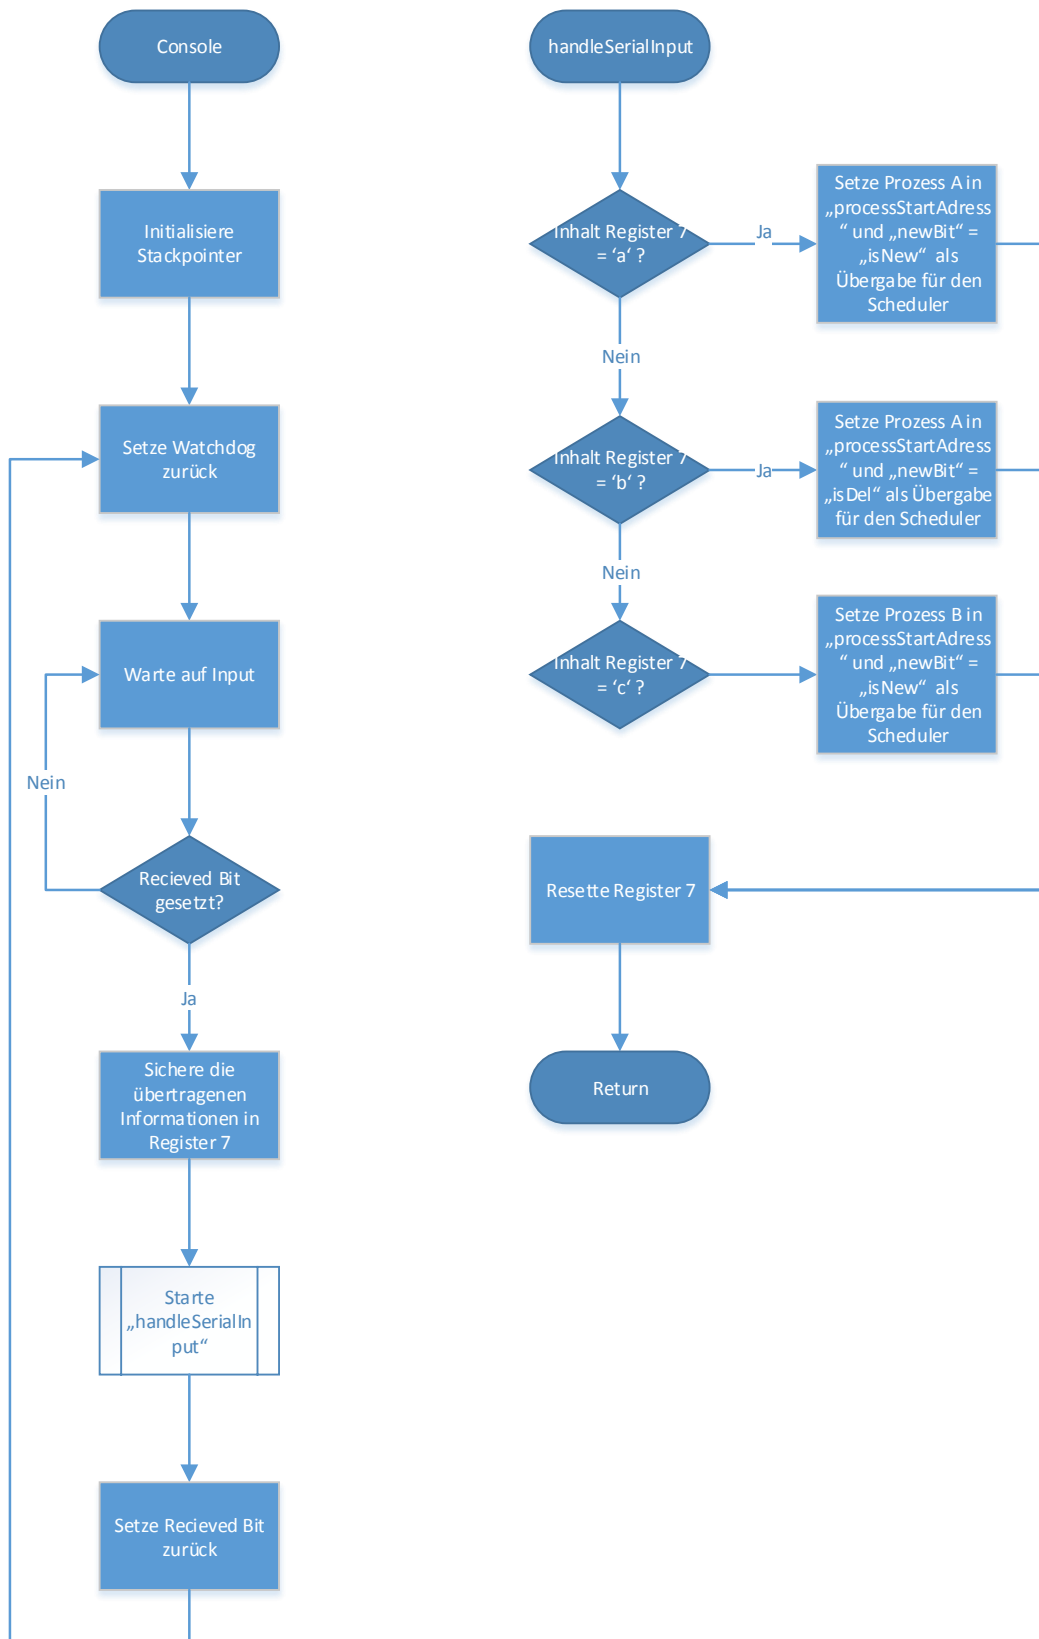 Console
Initialisiere
Stackpointer
Setze Watchdog
zurück
Warte auf Input
Nein
Recieved Bit
gesetzt?
Ja
Sichere die
übertragenen
Informationen in
Register 7
Starte
„handleSerialIn
put“
Setze Recieved Bit
zurück
handleSerialInput
Inhalt Register 7
= ‘a‘ ?
Ja
Setze Prozess A in
„processStartAdress
“ und „newBit“ =
„isNew“ als
Übergabe für den
Scheduler
Nein
Inhalt Register 7
= ‘b‘ ?
Ja
Setze Prozess A in
„processStartAdress
“ und „newBit“ =
„isDel“ als Übergabe
für den Scheduler
Nein
Inhalt Register 7
= ‘c‘ ?
Setze Prozess B in
„processStartAdress
“ und „newBit“ =
„isNew“ als
Übergabe für den
Scheduler
Resette Register 7
Return